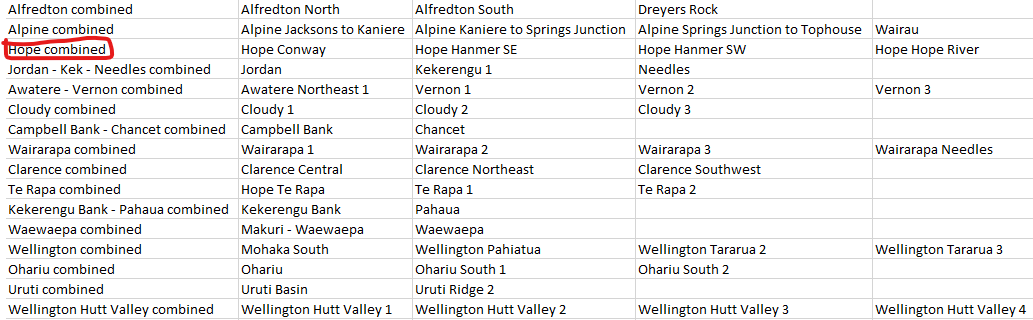 Alfredton combined Alfredton North Alfredton South Dreyers Rock
Alpine combined Alpine Jacksons to Kaniere Alpine Kaniere to Springs Junction Alpine Springs Junction to Tophouse Wairau
Hope combined Hope Conway Hope Hanmer SE Hope Hanmer SW Hope Hope River
Jordan - Kek - Needles combined Jordan Kekerengu 1 Needles
Awatere - Vernon combined Awatere Northeast 1 Vernon 1 Vernon 2 Vernon 3
Cloudy combined Cloudy 1 Cloudy 2 Cloudy 3
Campbell Bank - Chancet combined Campbell Bank Chancet
Wairarapa combined Wairarapa 1 Wairarapa 2 Wairarapa 3 Wairarapa Needles
Clarence combined Clarence Central Clarence Northeast Clarence Southwest
Te Rapa combined Hope Te Rapa Te Rapa 1 Te Rapa 2
Kekerengu Bank - Pahaua combined Kekerengu Bank Pahaua
Waewaepa combined Makuri - Waewaepa Waewaepa
Wellington combined Mohaka South Wellington Pahiatua Wellington Tararua 2 Wellington Tararua 3
Ohariu combined Ohariu Ohariu South 1 Ohariu South 2
Uruti combined Uruti Basin Uruti Ridge 2
Wellington Hutt Valley combined Wellington Hutt Valley 1 Wellington Hutt Valley 2 Wellington Hutt Valley 3 Wellington Hutt Valley 4